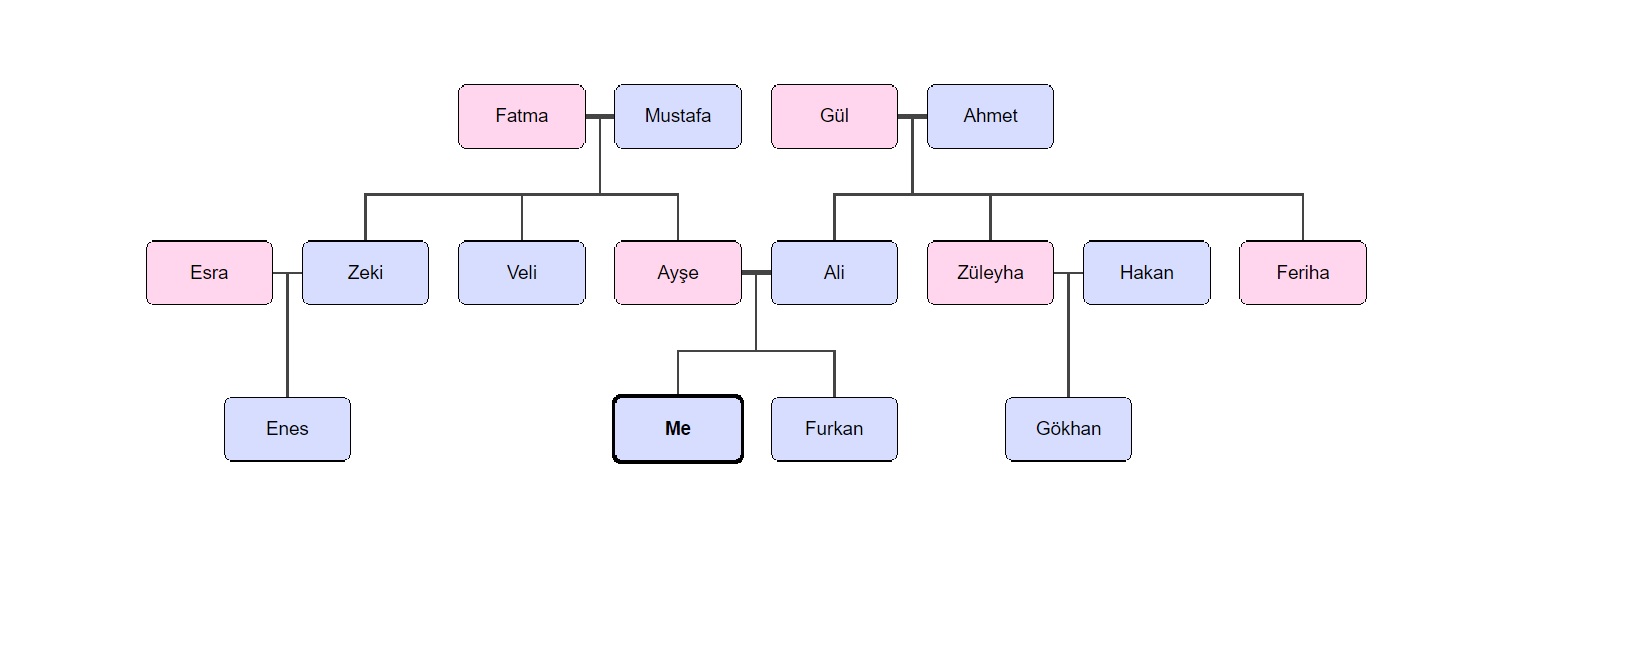 Fatma
Mustafa
Gül
Ahmet
Esra
Zeki
Veli
Ayşe
Ali
Züleyha
Hakan
Feriha
Enes
Me
Furkan
Gökhan